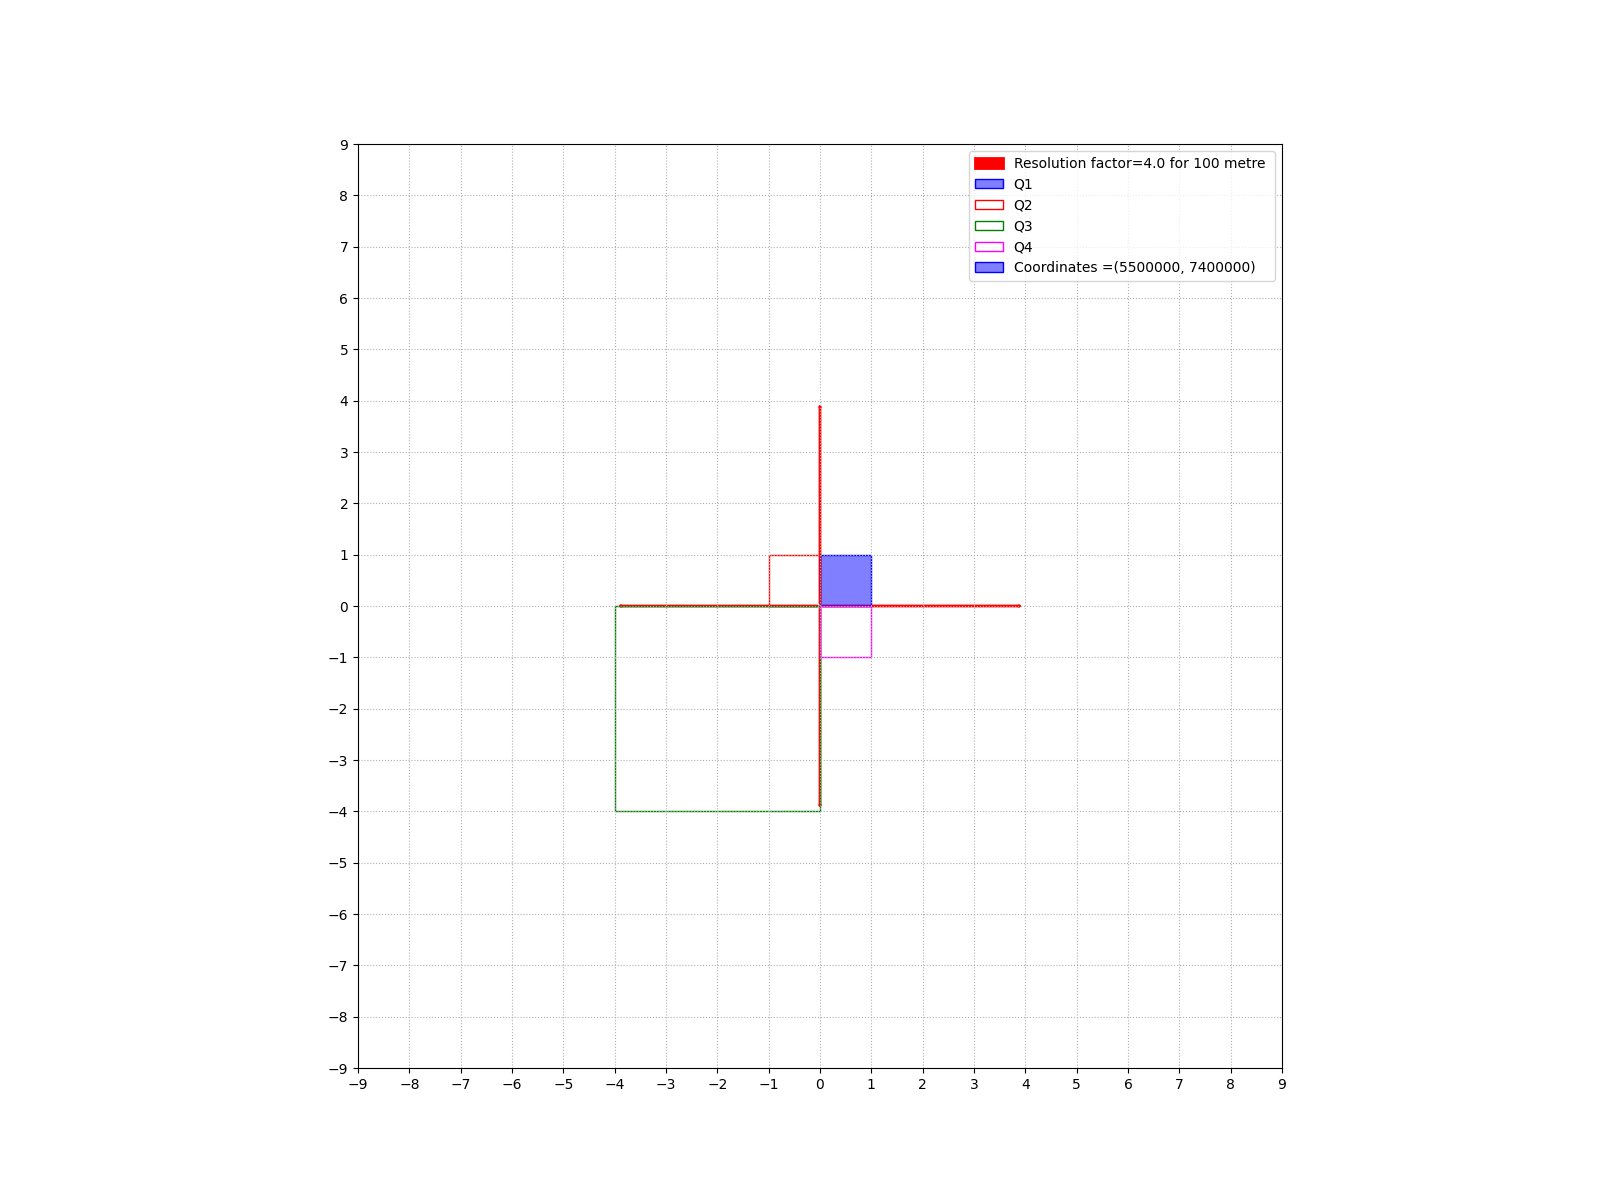 Resolution factor=4.0 for 100 metre
Q1
Q2
Q3
Q4
Coordinates =(5500000, 7400000)
9
8
7
6
5
4
3
2
1
0
−1
−2
−3
−4
−5
−6
−7
−8
−9
−9 −8 −7 −6 −5 −4 −3 −2 −1 0 1 2 3 4 5 6 7 8 9